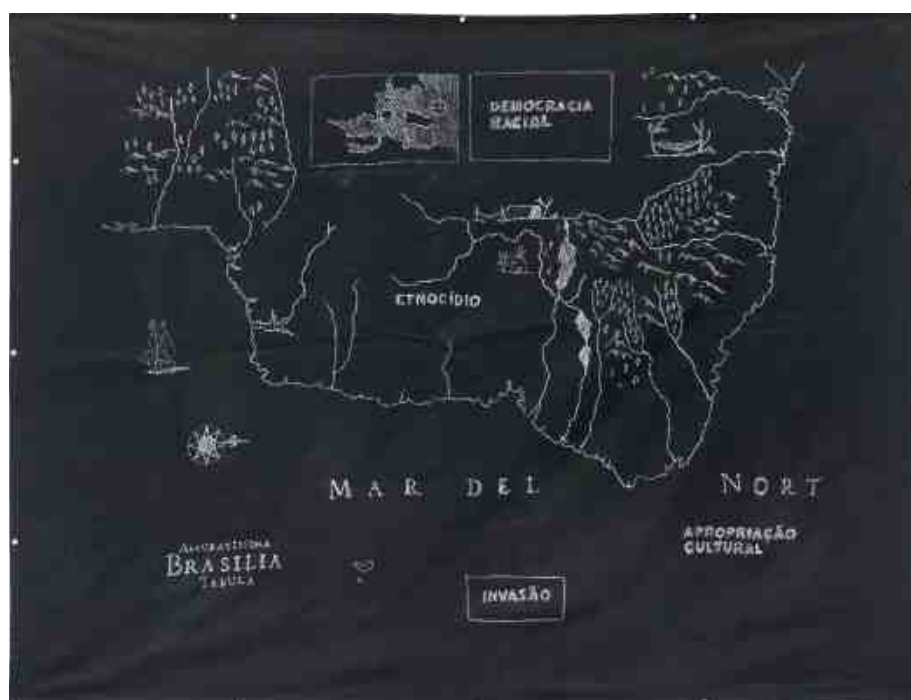 DEMOCRACIA
RACIAL
ETNOCÍDIO
MAR DEL NORT
APROPRIAÇÃO
CULTURAL
BRASILIA
TABULA
INVASÃO